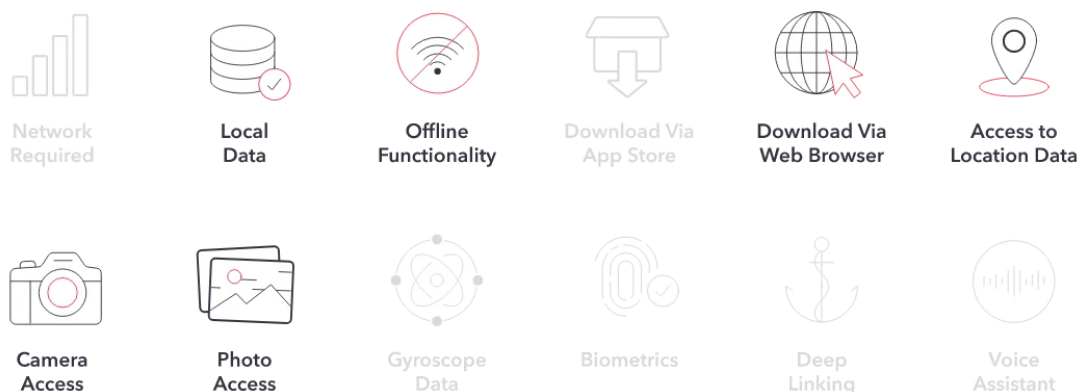 Network
Required
Local
Data
Offline
Functionality
Download Via
App Store
Download Via
Web Browser
Access to
Location Data
Camera
Access
Photo
Access
Gyroscope
Data
Biometrics
Deep
Linking
Voice
Assistant